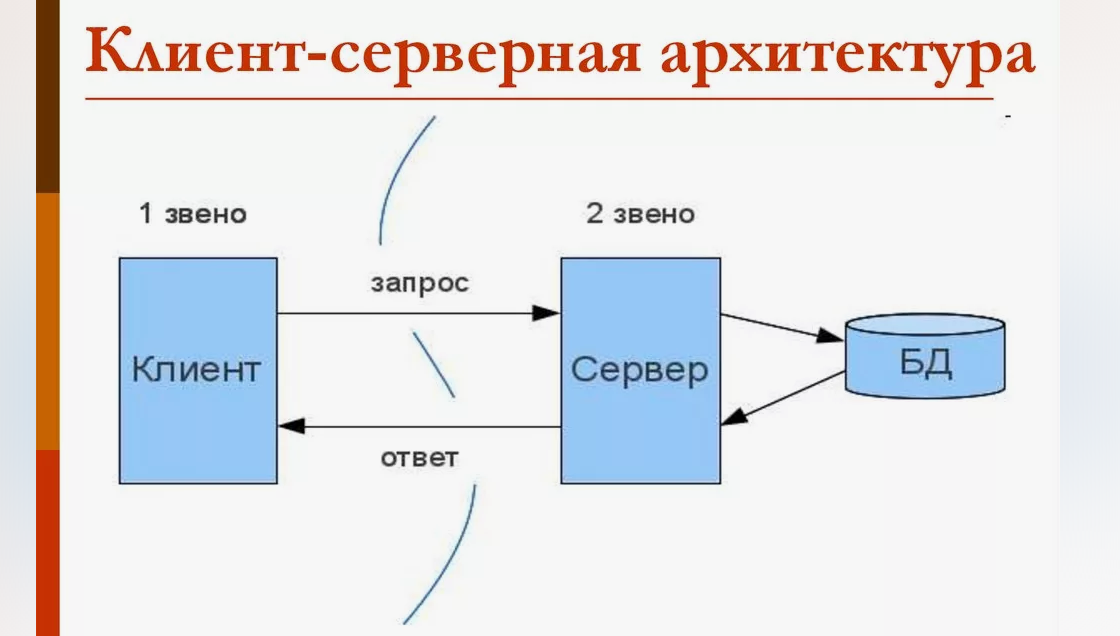 Клиент-серверная архитектура
-
1 звено
2 звено
запрос
Клиент
Сервер
БД
ответ